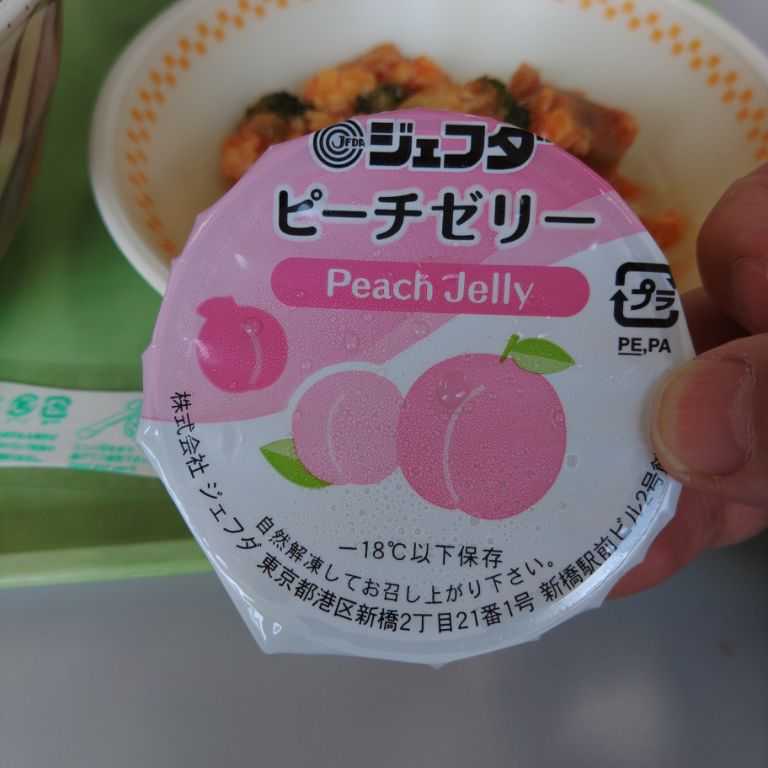 JFDA ジェフダ
ピーチゼリー
Peach Jelly
プラ
PE,PA
-18℃以下保存
自然解凍してお召し上がり下さい。
株式会社 ジェフダ 東京都港区新橋2丁目21番1号 新橋駅前ビル2号館